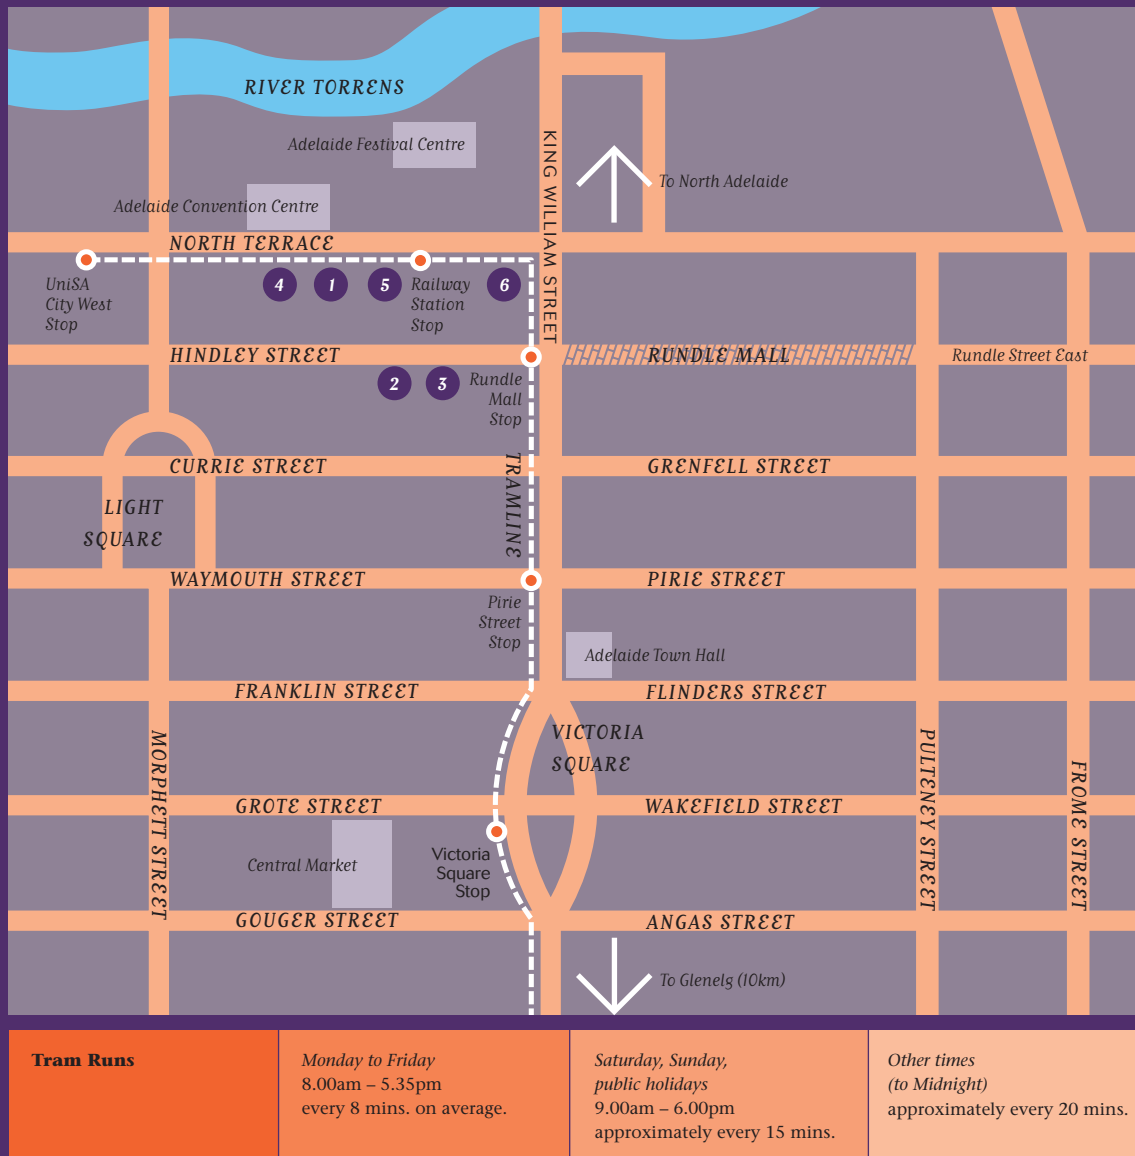 RIVER TORRENS
Adelaide Festival Centre
KING WILLIAM STREET
To North Adelaide
Adelaide Convention Centre
NORTH TERRACE
UniSA
City West
Stop
4
1
5
Railway
Station
Stop
6
HINDLEY STREET
RUNDLE MALL
Rundle Street East
2
3
Rundle
Mall
Stop
TRAMLINE
CURRIE STREET
GRENFELL STREET
LIGHT
SQUARE
WAYMOUTH STREET
PIRIE STREET
Pirie
Street
Stop
Adelaide Town Hall
FRANKLIN STREET
FLINDERS STREET
VICTORIA
SQUARE
MORPHETT STREET
PULTENEY STREET
FROME STREET
GROTE STREET
WAKEFIELD STREET
Central Market
Victoria
Square
Stop
GOUGER STREET
ANGAS STREET
To Glenelg (10km)
Tram Runs
Monday to Friday
8.00am – 5.35pm
every 8 mins. on average.
Saturday, Sunday,
public holidays
9.00am – 6.00pm
approximately every 15 mins.
Other times
(to Midnight)
approximately every 20 mins.